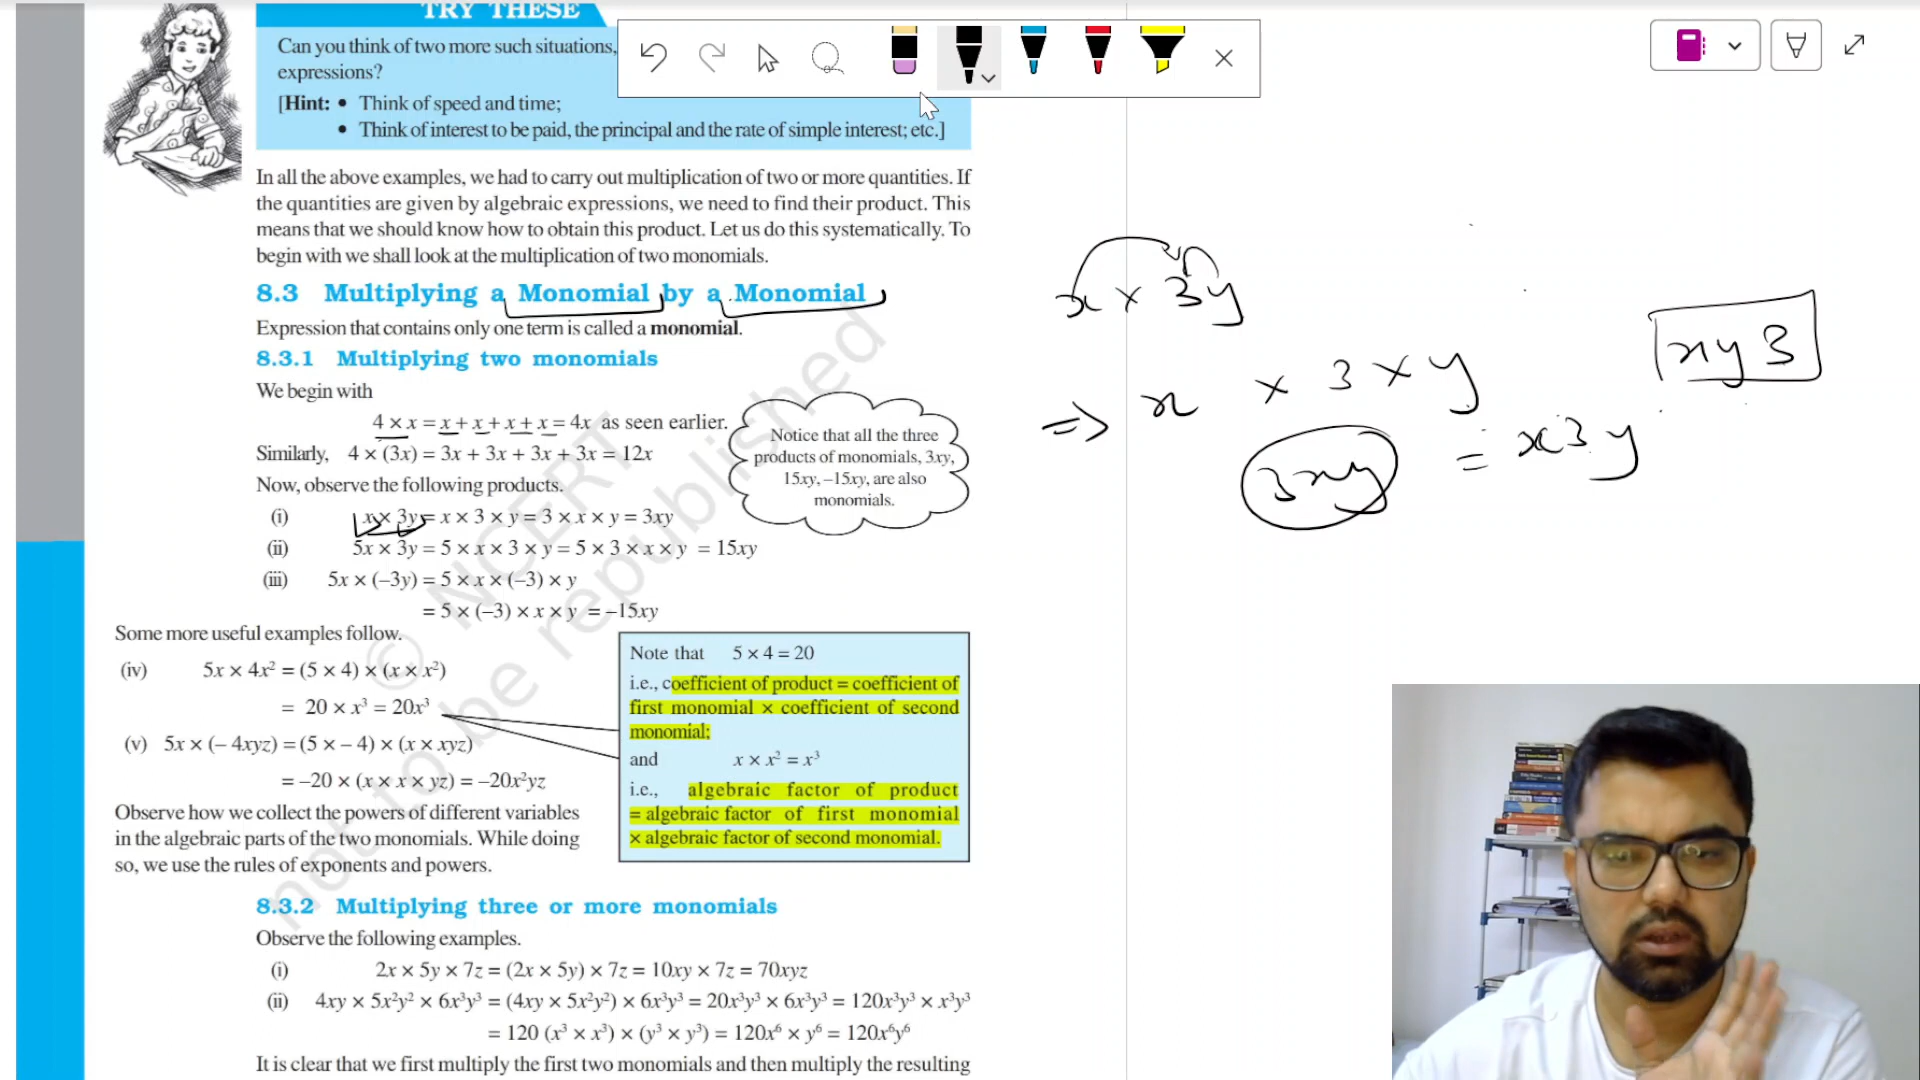 TRY THESE
Can you think of two more such situations,
expressions?
[Hint: • Think of speed and time;
• Think of interest to be paid, the principal and the rate of simple interest; etc.]
In all the above examples, we had to carry out multiplication of two or more quantities. If
the quantities are given by algebraic expressions, we need to find their product. This
means that we should know how to obtain this product. Let us do this systematically. To
begin with we shall look at the multiplication of two monomials.
8.3 Multiplying a Monomial by a Monomial
Expression that contains only one term is called a monomial.
8.3.1 Multiplying two monomials
We begin with
4 × x = x + x + x + x = 4x as seen earlier.
Similarly, 4 × (3x) = 3x + 3x + 3x + 3x = 12x
Now, observe the following products.
(i) x × 3y = x × 3 × y = 3 × x × y = 3xy
(ii) 5x × 3y = 5 × x × 3 × y = 5 × 3 × x × y = 15xy
(iii) 5x × (–3y) = 5 × x × (–3) × y
= 5 × (–3) × x × y = –15xy
Notice that all the three
products of monomials, 3xy,
15xy, –15xy, are also
monomials.
Some more useful examples follow.
(iv) 5x × 4x² = (5 × 4) × (x × x²)
= 20 × x³ = 20x³
(v) 5x × (– 4xyz) = (5 × – 4) × (x × xyz)
= –20 × (x × x × yz) = –20x²yz
Observe how we collect the powers of different variables
in the algebraic parts of the two monomials. While doing
so, we use the rules of exponents and powers.
Note that 5 × 4 = 20
i.e., coefficient of product = coefficient of
first monomial × coefficient of second
monomial;
and x × x² = x³
i.e., algebraic factor of product
= algebraic factor of first monomial
× algebraic factor of second monomial.
8.3.2 Multiplying three or more monomials
Observe the following examples.
(i) 2x × 5y × 7z = (2x × 5y) × 7z = 10xy × 7z = 70xyz
(ii) 4xy × 5x²y² × 6x³y³ = (4xy × 5x²y²) × 6x³y³ = 20x³y³ × 6x³y³ = 120x³y³ × x³y³
= 120 (x³ × x³) × (y³ × y³) = 120x⁶ × y⁶ = 120x⁶y⁶
It is clear that we first multiply the first two monomials and then multiply the resulting
© NCERT
not to be republished
x × 3y
=> x × 3 × y
= x3y
3xy
xy3